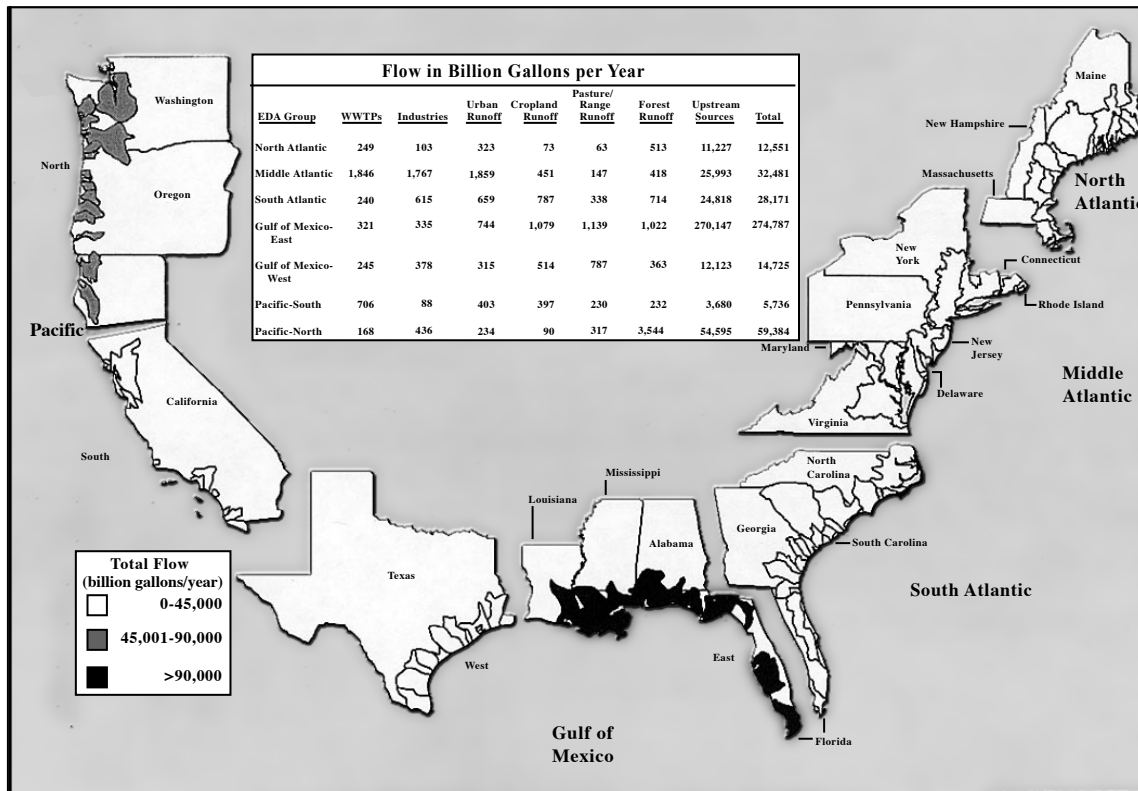 Flow in Billion Gallons per Year
EDA Group WWTPs Industries Urban Runoff Cropland Runoff Pasture/ Range Runoff Forest Runoff Upstream Sources Total
North Atlantic 249 103 323 73 63 513 11,227 12,551
Middle Atlantic 1,846 1,767 1,859 451 147 418 25,993 32,481
South Atlantic 240 615 659 787 338 714 24,818 28,171
Gulf of Mexico- 321 335 744 1,079 1,139 1,022 270,147 274,787
East
Gulf of Mexico- 245 378 315 514 787 363 12,123 14,725
West
Pacific-South 706 88 403 397 230 232 3,680 5,736
Pacific-North 168 436 234 90 317 3,544 54,595 59,384
Washington
North
Oregon
Pacific
California
South
Maine
New Hampshire
Massachusetts
North
Atlantic
New
York
Connecticut
Pennsylvania
Rhode Island
Maryland
New
Jersey
Middle
Atlantic
Delaware
Virginia
North
Carolina
Mississippi
Louisiana
Georgia
Alabama
South Carolina
Texas
South Atlantic
West
East
Florida
Gulf of
Mexico
Total Flow
(billion gallons/year)
0-45,000
45,001-90,000
>90,000